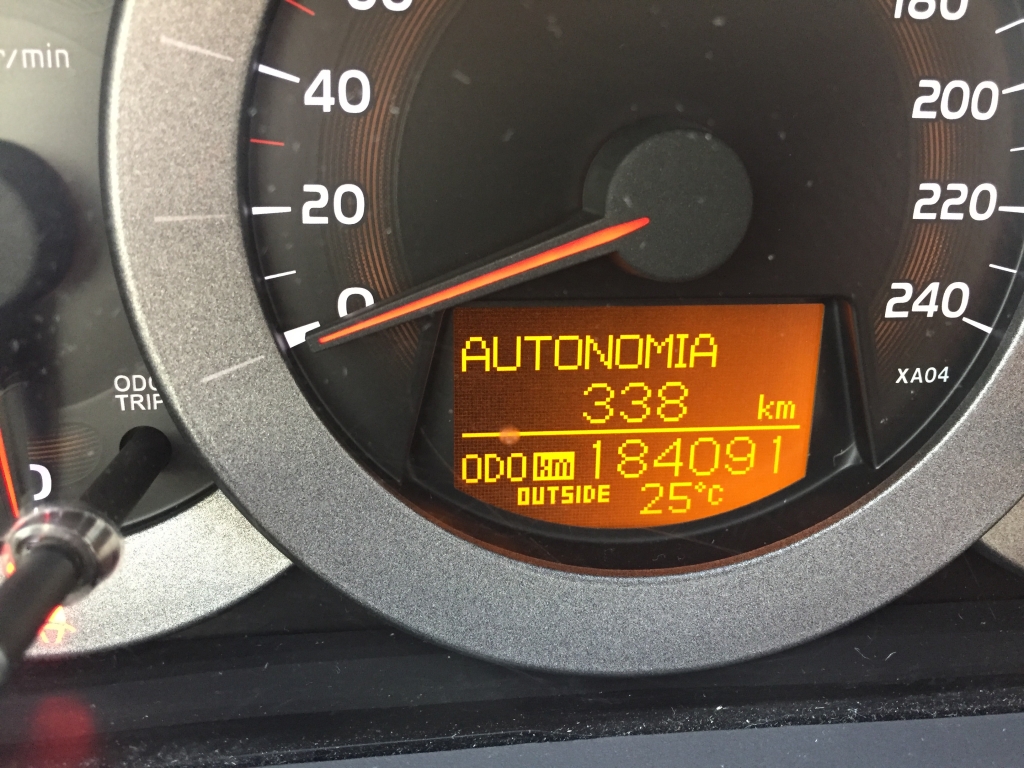 r/min
40
20
0
180
200
220
240
XA04
ODO
TRIP
0
AUTONOMIA
338 km
ODO km 184091
OUTSIDE 25°C